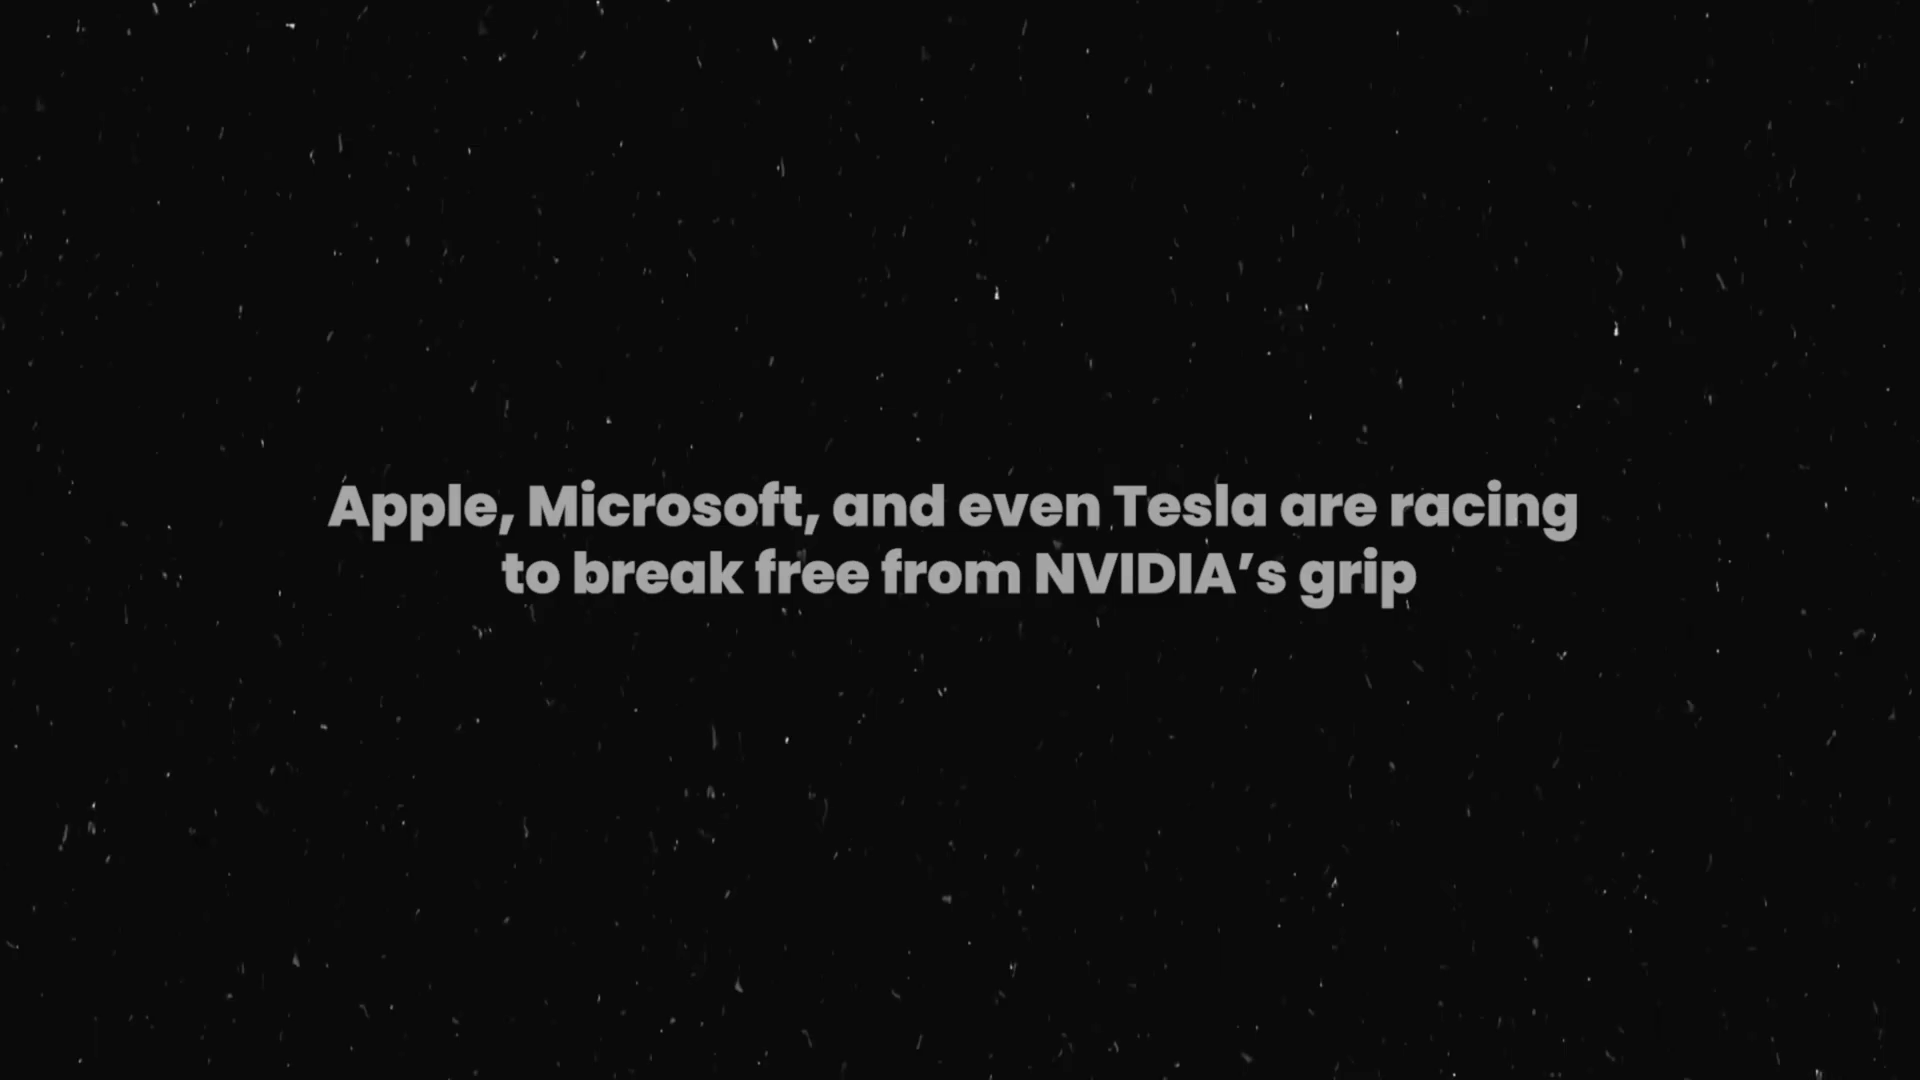 Apple, Microsoft, and even Tesla are racing
to break free from NVIDIA’s grip